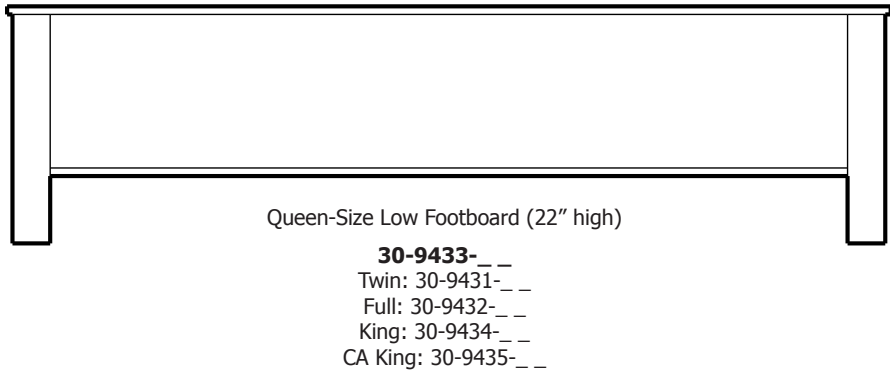 Queen-Size Low Footboard (22” high)
30-9433-_ _
Twin: 30-9431-_ _
Full: 30-9432-_ _
King: 30-9434-_ _
CA King: 30-9435-_ _